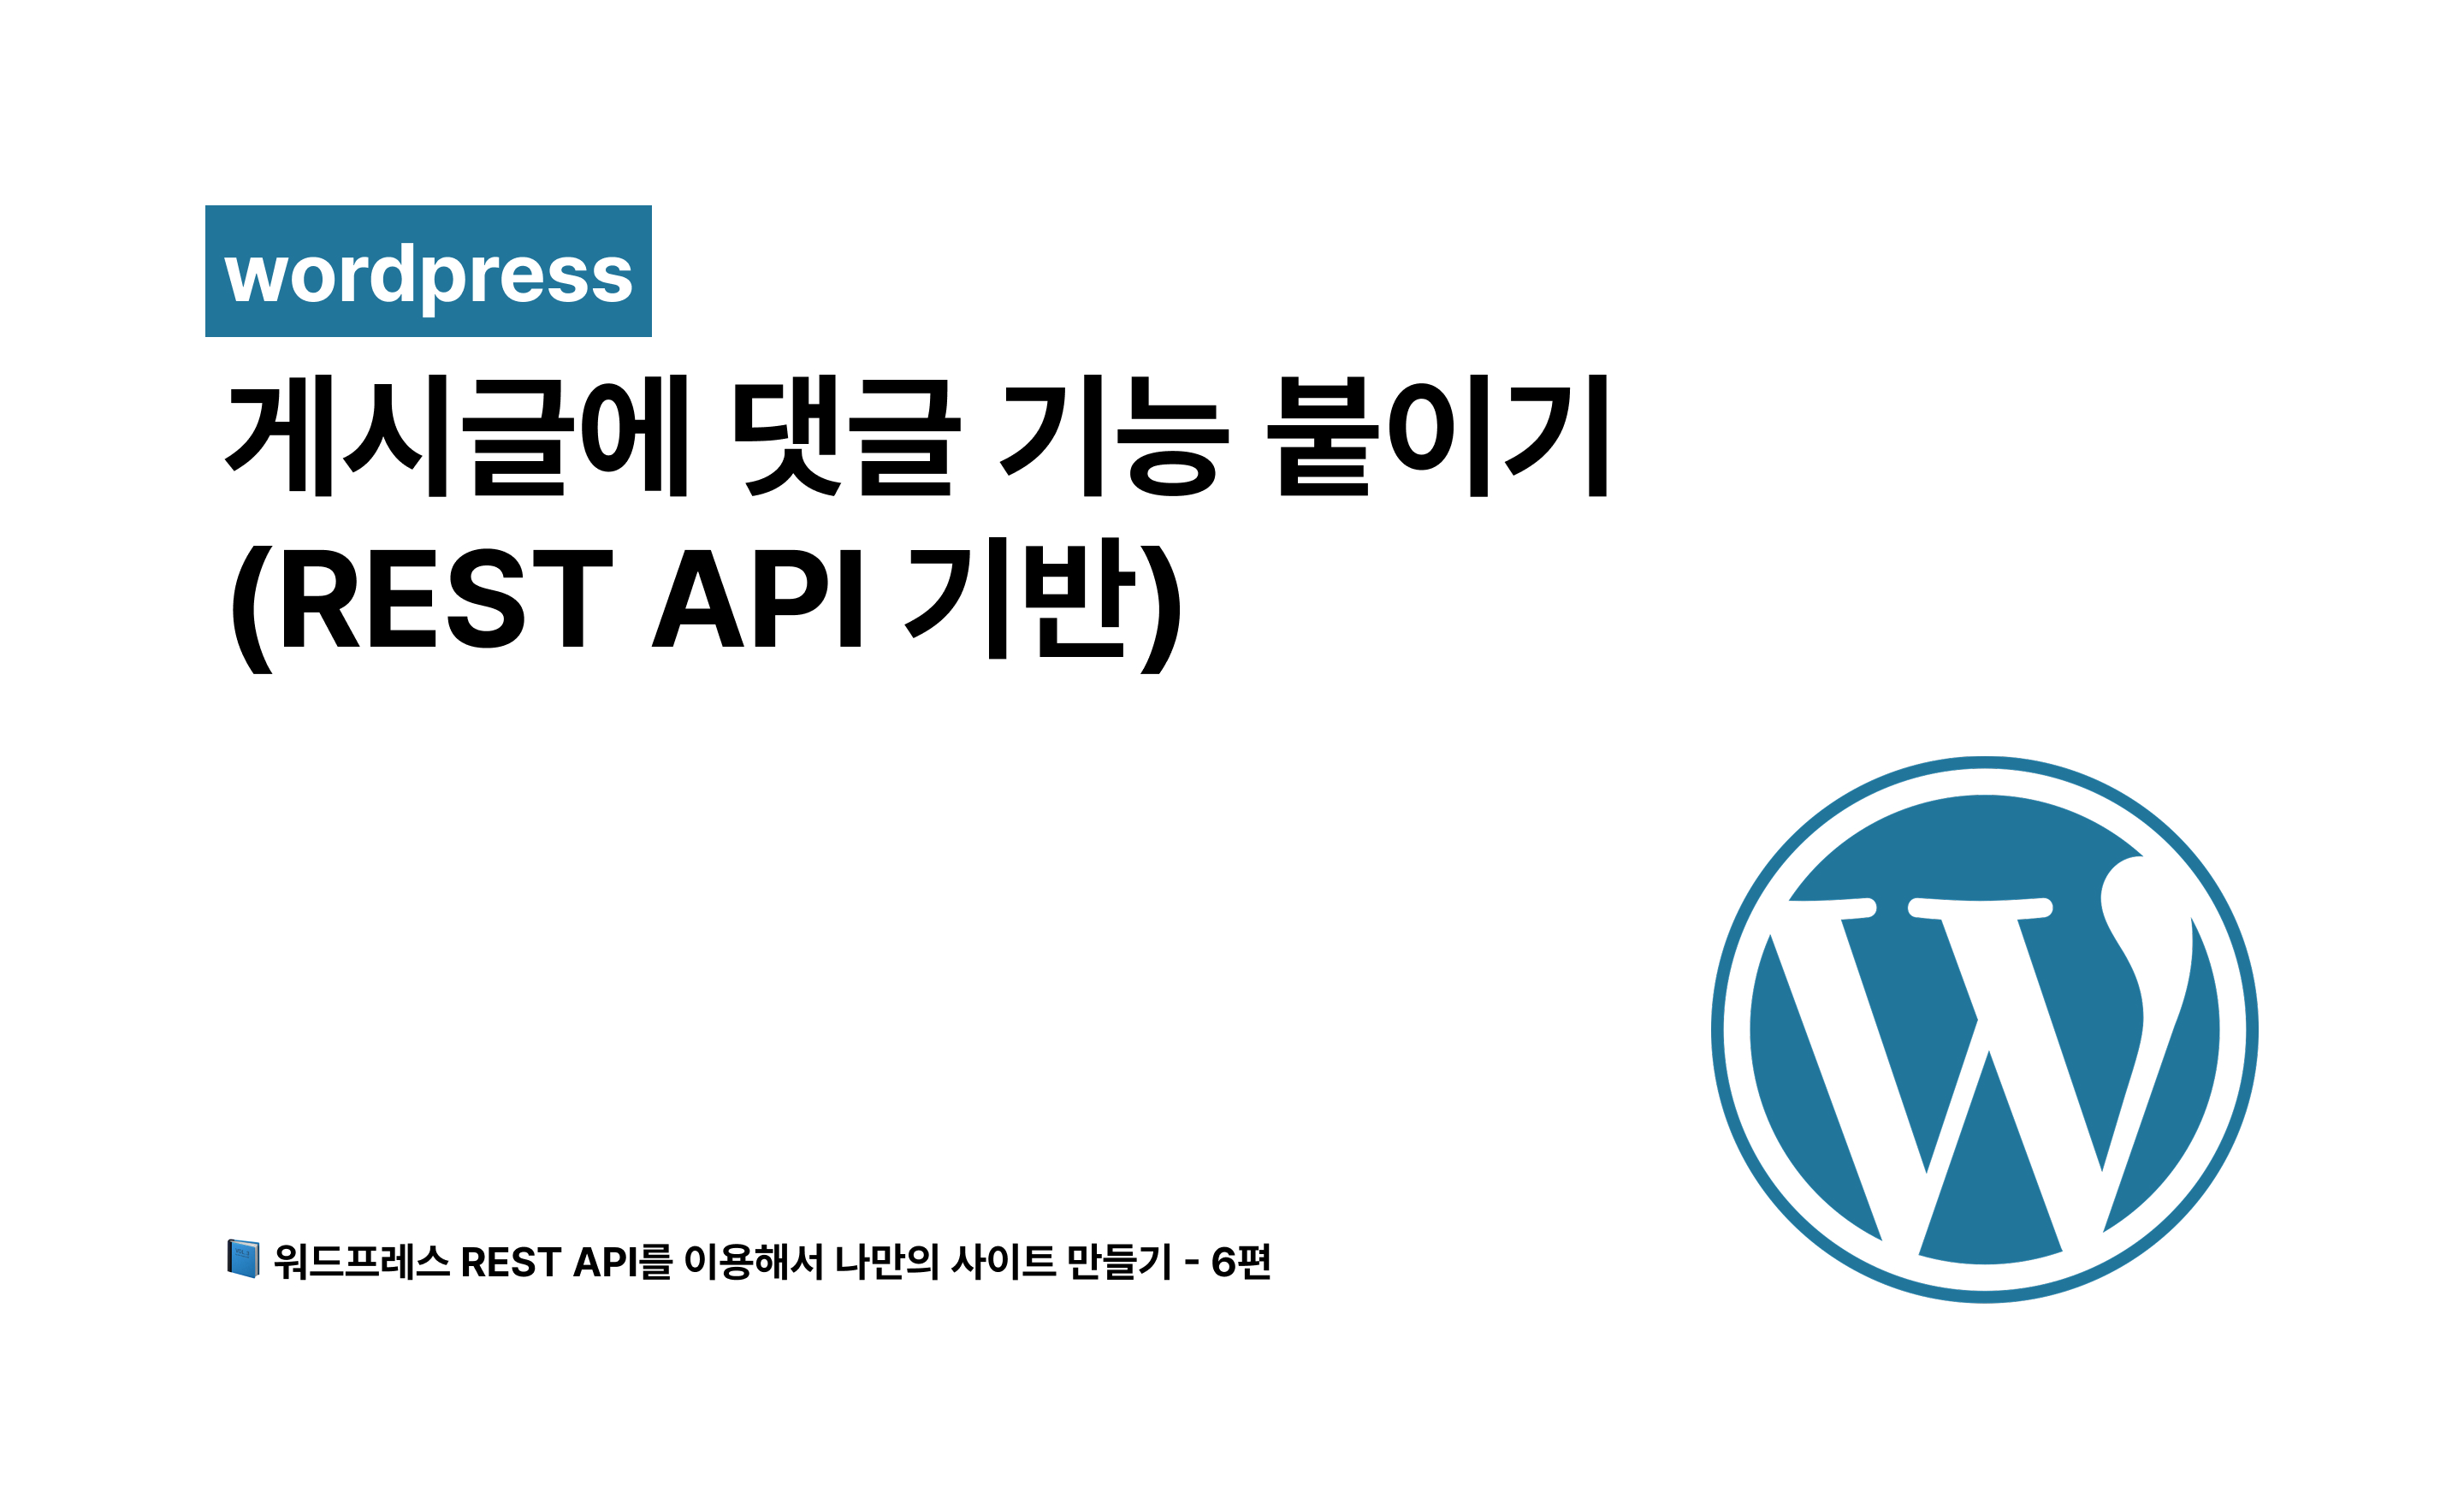 wordpress
게시글에 댓글 기능 붙이기
(REST API 기반)
워드프레스 REST API를 이용해서 나만의 사이트 만들기 - 6편